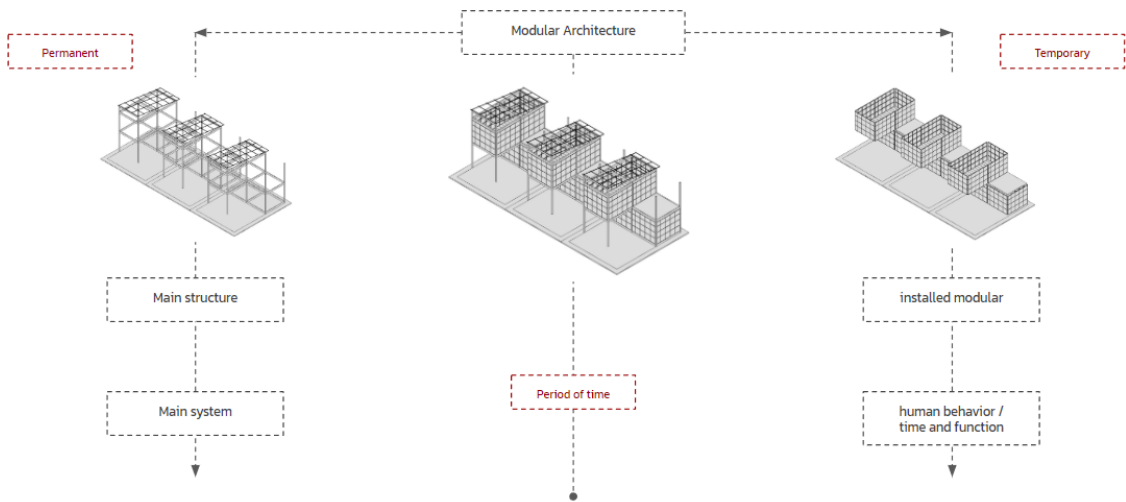 Modular Architecture
Permanent
Temporary
Main structure
installed modular
Period of time
Main system
human behavior /
time and function